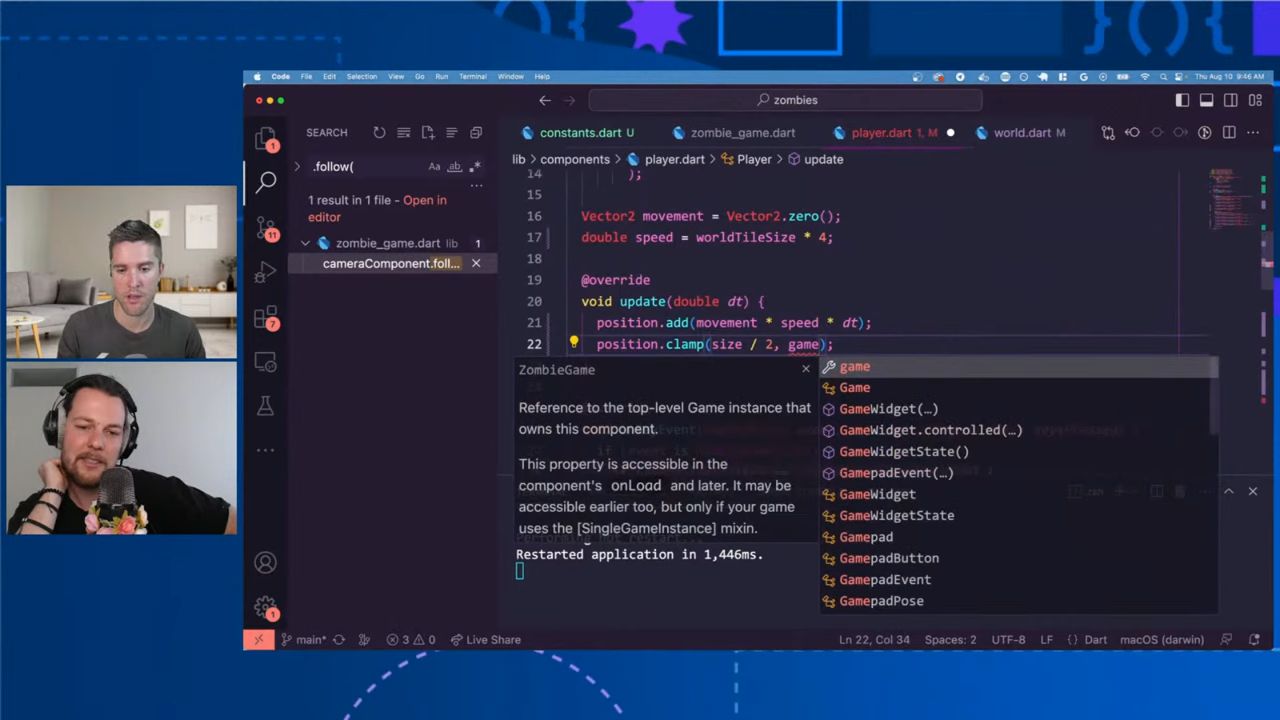 Code File Edit Selection View Go Run Terminal Window Help
Thu Aug 10 9:46 AM
zombies
SEARCH
constants.dart U
zombie_game.dart
player.dart 1, M
world.dart M
.follow(
Aa ab
lib > components > player.dart > Player > update
1 result in 1 file - Open in
editor
zombie_game.dart lib 1
cameraComponent.foll...
11
7
1
1
14 );
15
16 Vector2 movement = Vector2.zero();
17 double speed = worldTileSize * 4;
18
19 @override
20 void update(double dt) {
21 position.add(movement * speed * dt);
22 position.clamp(size / 2, game);
ZombieGame
Reference to the top-level Game instance that
owns this component.
This property is accessible in the
component's onLoad and later. It may be
accessible earlier too, but only if your game
uses the [SingleGameInstance] mixin.
game
Game
GameWidget(…)
GameWidget.controlled(…)
GameWidgetState()
GamepadEvent(…)
GameWidget
GameWidgetState
Gamepad
GamepadButton
GamepadEvent
GamepadPose
Restarted application in 1,446ms.
main*
3 0
Live Share
Ln 22, Col 34 Spaces: 2 UTF-8 LF { } Dart macOS (darwin)